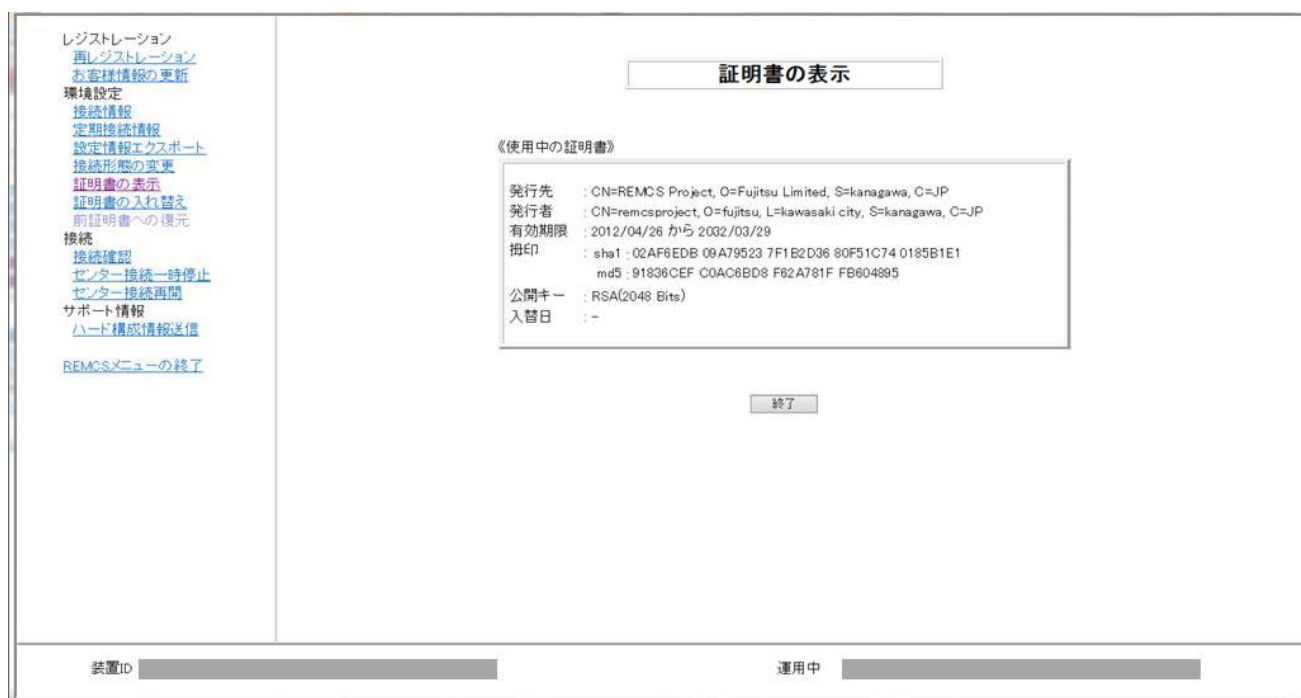 レジストレーション
再レジストレーション
お客様情報の更新
環境設定
接続情報
定期接続情報
設定情報エクスポート
接続形態の変更
証明書の表示
証明書の入れ替え
前証明書への復元
接続
接続確認
センター接続一時停止
センター接続再開
サポート情報
ハード構成情報送信
REMCSメニューの終了
証明書の表示
《使用中の証明書》
発行先 : CN=REMCS Project, O=Fujitsu Limited, S=kanagawa, C=JP
発行者 : CN=remcsproject, O=fujitsu, L=kawasaki city, S=kanagawa, C=JP
有効期限 : 2012/04/26 から 2032/03/29
拇印 : sha1 : 02AF6EDB 09A79523 7F1B2D36 80F51C74 0185B1E1
md5 : 91836CEF C0AC6BD8 F62A781F FB604895
公開キー : RSA(2048 Bits)
入替日 : -
終了
装置ID
運用中